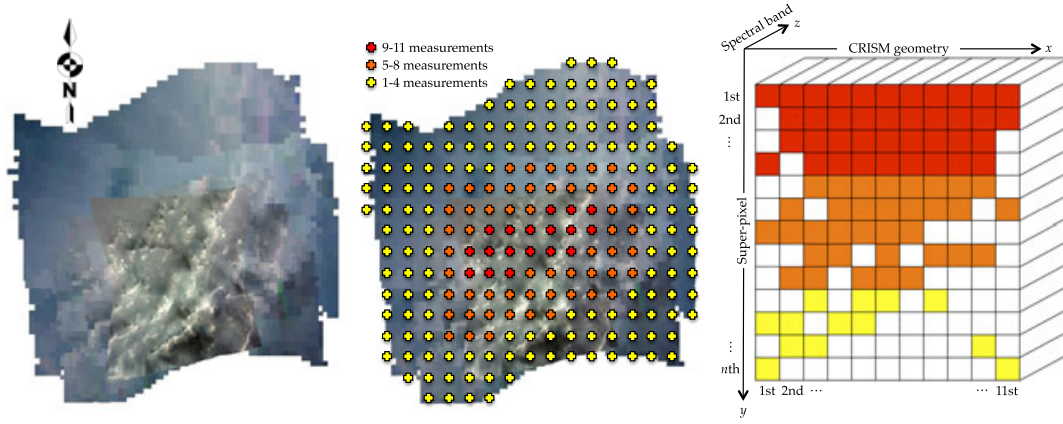 N
9-11 measurements
5-8 measurements
1-4 measurements
Spectral band
z
CRISM geometry
x
1st
2nd
...
Super-pixel
...
nth
y
1st 2nd ... ... 11st